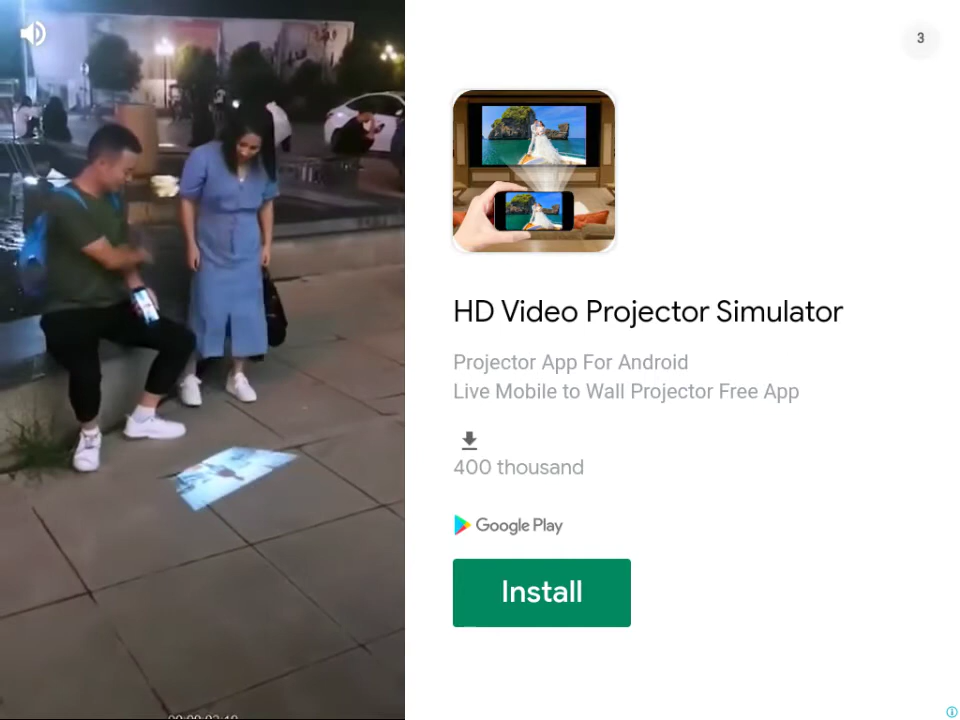 3
HD Video Projector Simulator
Projector App For Android
Live Mobile to Wall Projector Free App
400 thousand
Google Play
Install